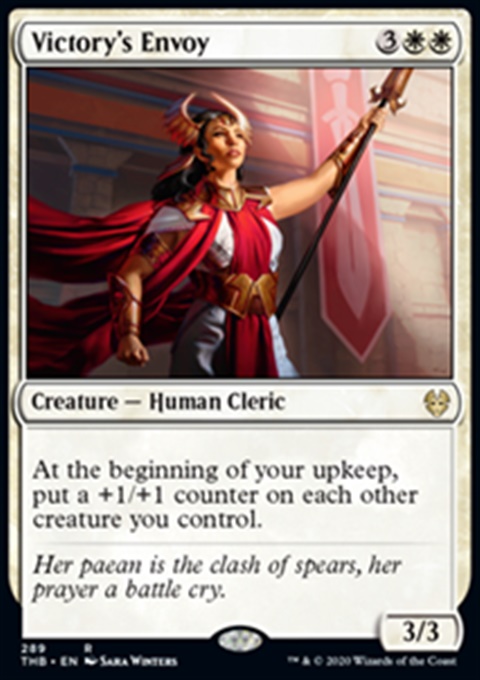 Victory's Envoy 3
Creature — Human Cleric
At the beginning of your upkeep,
put a +1/+1 counter on each other
creature you control.
Her paean is the clash of spears, her
prayer a battle cry.
3/3
289 R
THB • EN Sara Winters
™ & © 2020 Wizards of the Coast